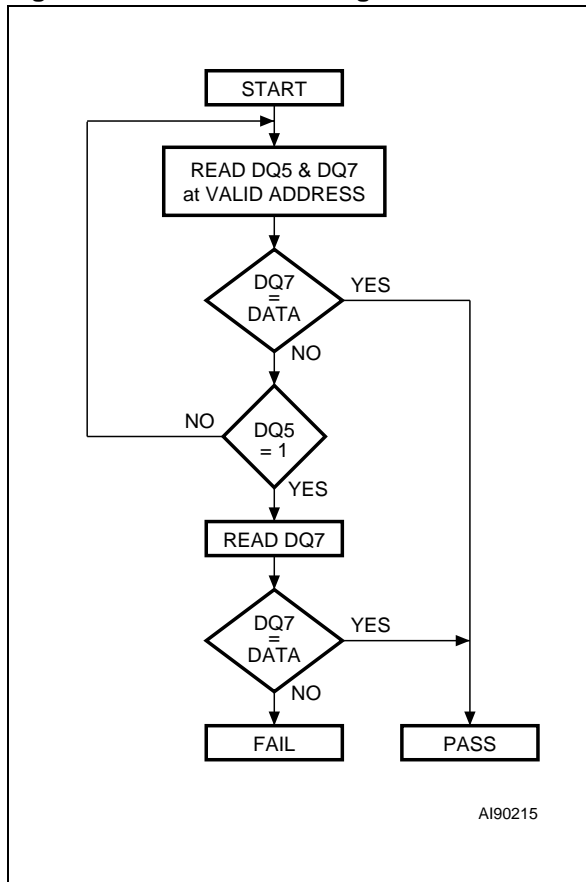 START
READ DQ5 & DQ7
at VALID ADDRESS
DQ7
=
DATA
YES
NO
NO
DQ5
= 1
YES
READ DQ7
DQ7
=
DATA
YES
NO
FAIL
PASS
AI90215